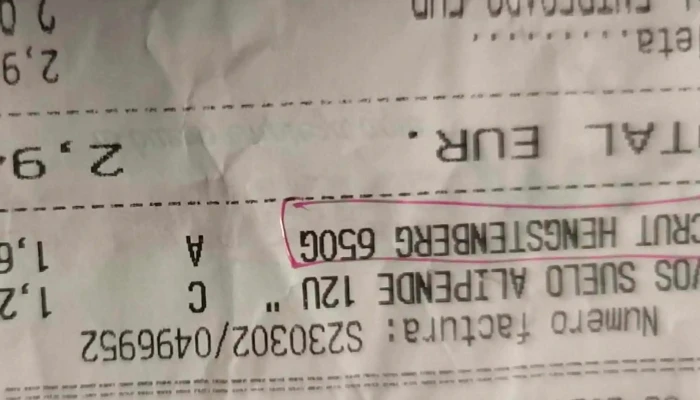 Numero factura: S230302/0496952
VOS SUELO ALIPENDE 12U " C 1,2
CRUT HENGSTENBERG 650G A 1,6
TAL EUR. 2,9
eta......... 2,9